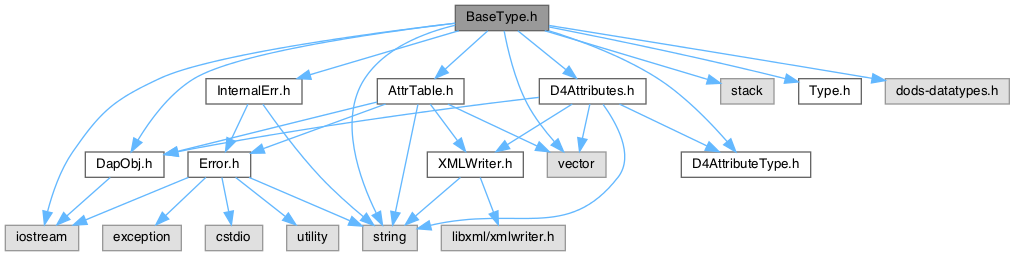 BaseType.h
InternalErr.h
AttrTable.h
D4Attributes.h
stack
Type.h
dods-datatypes.h
DapObj.h
Error.h
XMLWriter.h
vector
D4AttributeType.h
iostream
exception
cstdio
utility
string
libxml/xmlwriter.h